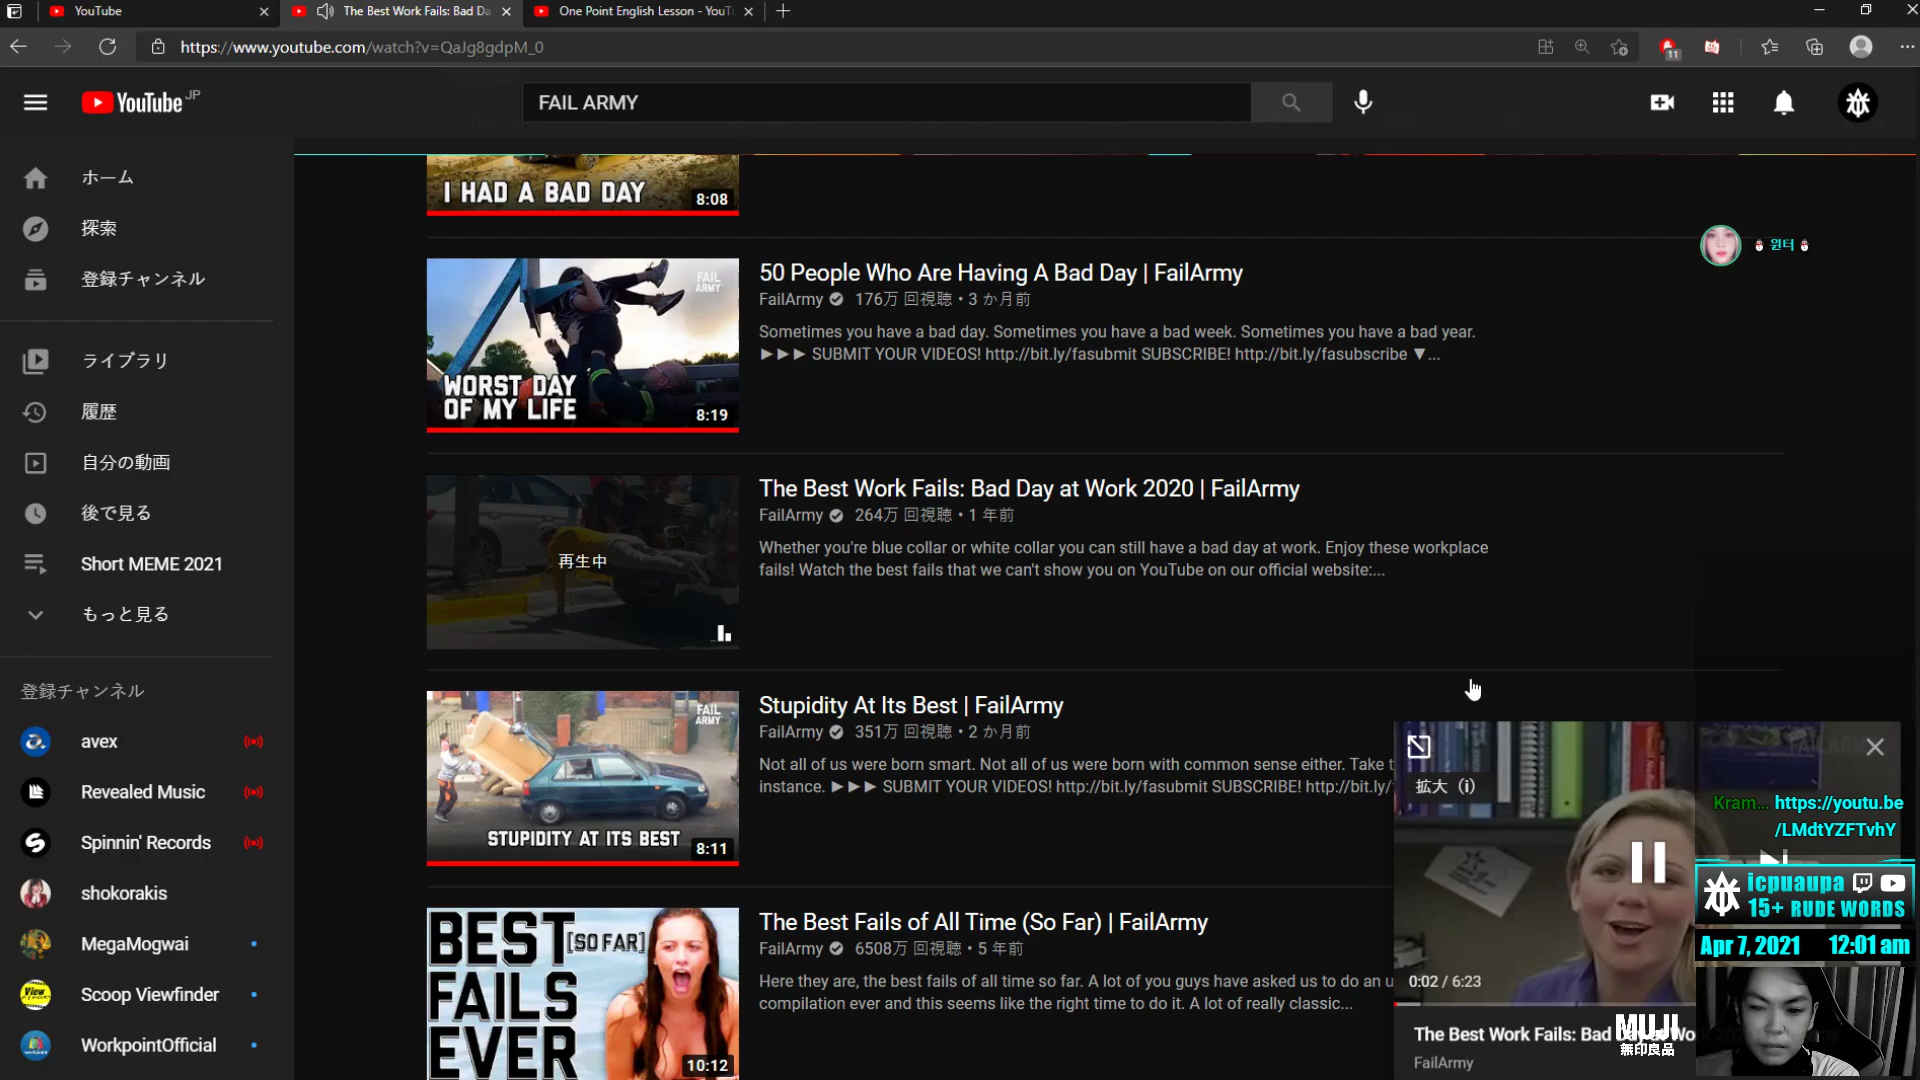 YouTube
The Best Work Fails: Bad Da
One Point English Lesson - YouT
https://www.youtube.com/watch?v=QaJg8gdpM_0
11
YouTube JP
FAIL ARMY
ホーム
探索
登録チャンネル
ライブラリ
履歴
自分の動画
後で見る
Short MEME 2021
もっと見る
登録チャンネル
avex
Revealed Music
Spinnin' Records
shokorakis
MegaMogwai
Scoop Viewfinder
WorkpointOfficial
I HAD A BAD DAY
8:08
FAIL
ARMY
WORST DAY
OF MY LIFE
8:19
50 People Who Are Having A Bad Day | FailArmy
FailArmy 176万 回視聴・3 か月前
Sometimes you have a bad day. Sometimes you have a bad week. Sometimes you have a bad year.
►►► SUBMIT YOUR VIDEOS! http://bit.ly/fasubmit SUBSCRIBE! http://bit.ly/fasubscribe ▼...
再生中
The Best Work Fails: Bad Day at Work 2020 | FailArmy
FailArmy 264万 回視聴・1 年前
Whether you're blue collar or white collar you can still have a bad day at work. Enjoy these workplace
fails! Watch the best fails that we can't show you on YouTube on our official website:...
FAIL
ARMY
STUPIDITY AT ITS BEST
8:11
Stupidity At Its Best | FailArmy
FailArmy 351万 回視聴・2 か月前
Not all of us were born smart. Not all of us were born with common sense either. Take t
instance. ►►► SUBMIT YOUR VIDEOS! http://bit.ly/fasubmit SUBSCRIBE! http://bit.ly/
BEST [SO FAR]
FAILS
EVER
10:12
The Best Fails of All Time (So Far) | FailArmy
FailArmy 6508万 回視聴・5 年前
Here they are, the best fails of all time so far. A lot of you guys have asked us to do an u
compilation ever and this seems like the right time to do it. A lot of really classic...
윈터
拡大 (i)
0:02 / 6:23
The Best Work Fails: Bad
FailArmy
MUJI
無印良品
Kram... https://youtu.be
/LMdtYZFTvhY
icpuaupa
15+ RUDE WORDS
Apr 7, 2021 12:01 am